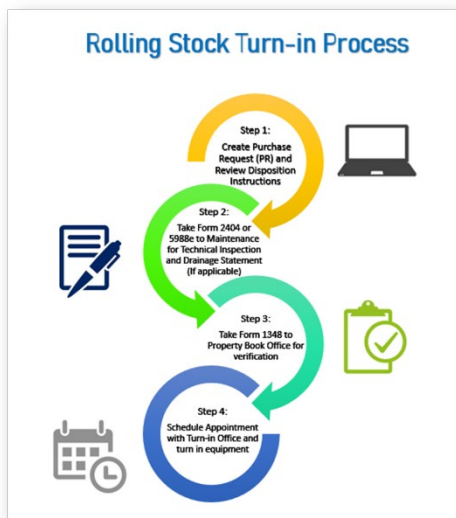 Rolling Stock Turn-in Process
Step 1:
Create Purchase
Request (PR) and
Review Disposition
Instructions
Step 2:
Take Form 2404 or
5988e to Maintenance
for Technical Inspection
and Drainage Statement
(If applicable)
Step 3:
Take Form 1348 to
Property Book Office for
verification
Step 4:
Schedule Appointment
with Turn-in Office and
turn in equipment